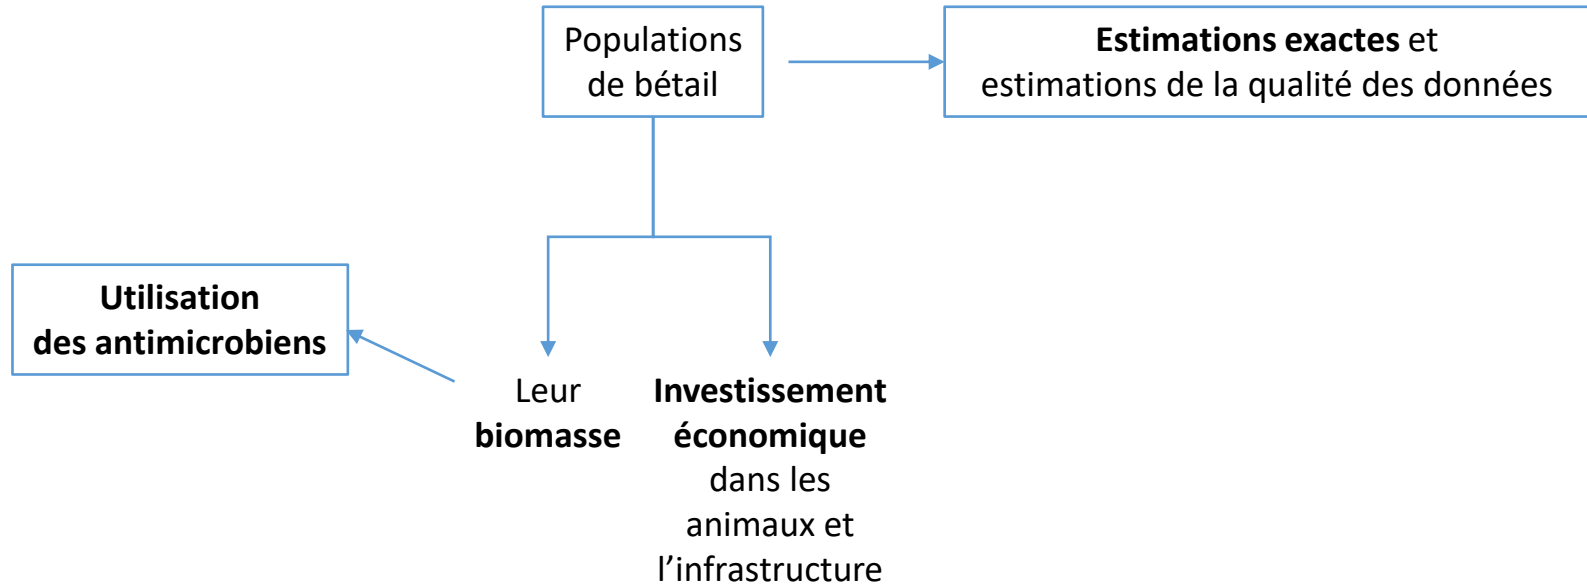 Populations
de bétail
Estimations exactes et
estimations de la qualité des données
Utilisation
des antimicrobiens
Leur
biomasse
Investissement
économique
dans les
animaux et
l’infrastructure